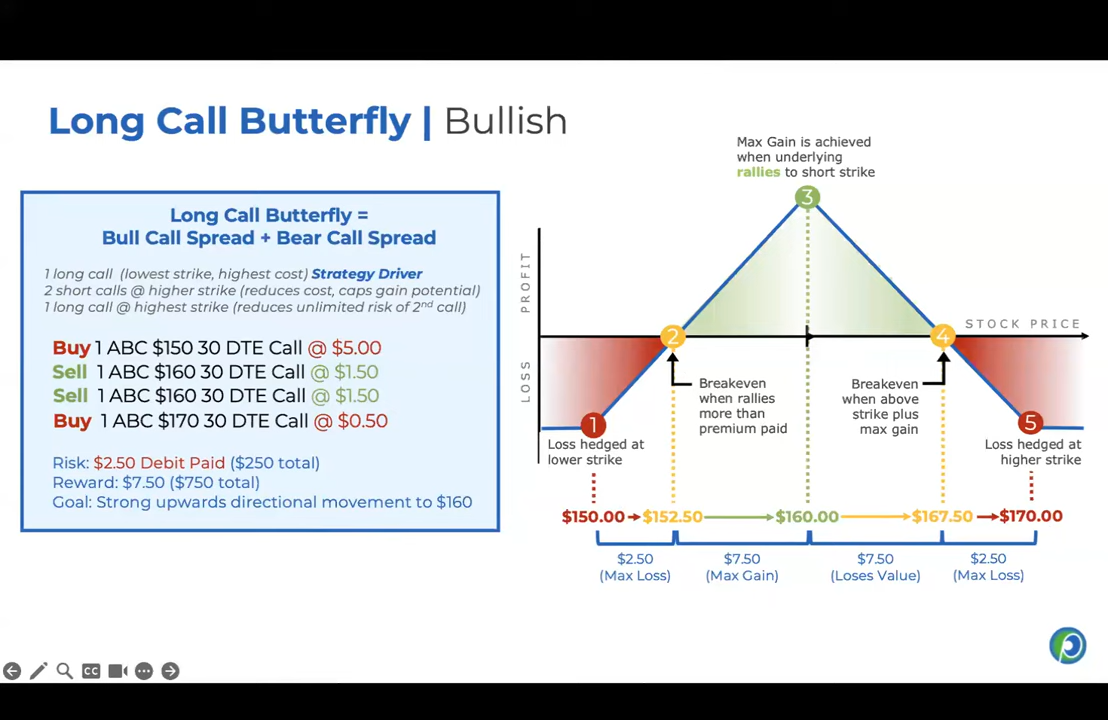 Long Call Butterfly | Bullish
Long Call Butterfly =
Bull Call Spread + Bear Call Spread
1 long call (lowest strike, highest cost) Strategy Driver
2 short calls @ higher strike (reduces cost, caps gain potential)
1 long call @ highest strike (reduces unlimited risk of 2nd call)
Buy 1 ABC $150 30 DTE Call @ $5.00
Sell 1 ABC $160 30 DTE Call @ $1.50
Sell 1 ABC $160 30 DTE Call @ $1.50
Buy 1 ABC $170 30 DTE Call @ $0.50
Risk: $2.50 Debit Paid ($250 total)
Reward: $7.50 ($750 total)
Goal: Strong upwards directional movement to $160
Max Gain is achieved
when underlying
rallies to short strike
3
PROFIT
LOSS
STOCK PRICE
2
4
Breakeven
when rallies
more than
premium paid
Breakeven
when above
strike plus
max gain
1
5
Loss hedged at
lower strike
Loss hedged at
higher strike
$150.00
$152.50
$160.00
$167.50
$170.00
$2.50
(Max Loss)
$7.50
(Max Gain)
$7.50
(Loses Value)
$2.50
(Max Loss)
CC